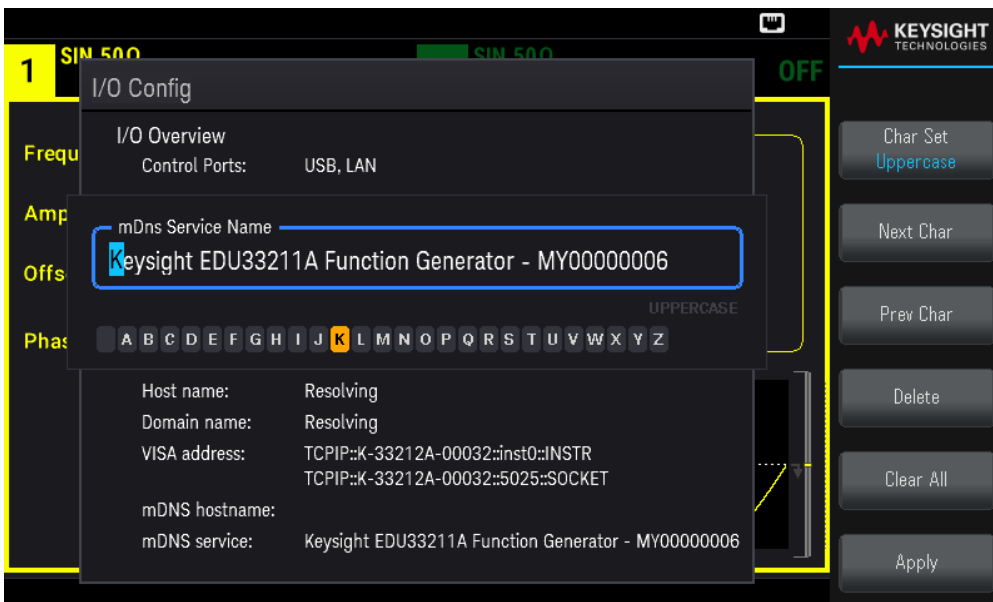 KEYSIGHT
TECHNOLOGIES
1 SIN 50Ω SIN 50Ω OFF
I/O Config
I/O Overview
Control Ports: USB, LAN
Char Set
Uppercase
mDns Service Name
Keysight EDU33211A Function Generator - MY00000006
Next Char
UPPERCASE
A B C D E F G H I J K L M N O P Q R S T U V W X Y Z
Prev Char
Host name: Resolving
Domain name: Resolving
VISA address: TCPIP::K-33212A-00032::inst0::INSTR
TCPIP::K-33212A-00032::5025::SOCKET
mDNS hostname:
mDNS service: Keysight EDU33211A Function Generator - MY00000006
Delete
Clear All
Apply
Frequ
Amp
Offs
Phas